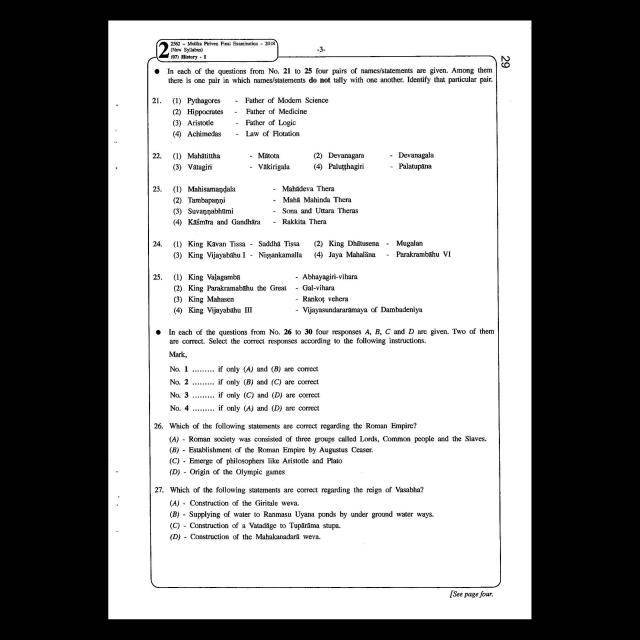 2
2582 – Mulika Piriven Final Examination – 2018
(New Syllabus)
(07) History - I
-3-
29
● In each of the questions from No. 21 to 25 four pairs of names/statements are given. Among them
there is one pair in which names/statements do not tally with one another. Identify that particular pair.
21. (1) Pythagores - Father of Modern Science
(2) Hippocrates - Father of Medicine
(3) Aristotle - Father of Logic
(4) Achimedas - Law of Flotation
22. (1) Mahātittha - Mātota (2) Devanagara - Devanagala
(3) Vātagiri - Vākirigala (4) Paluṭṭhagiri - Palatupāna
23. (1) Mahisamaṇḍala - Mahādeva Thera
(2) Tambapaṇṇi - Mahā Mahinda Thera
(3) Suvaṇṇabhūmi - Sona and Uttara Theras
(4) Kāśmīra and Gandhāra - Rakkita Thera
24. (1) King Kāvan Tissa - Saddhā Tissa (2) King Dhātusena - Mugalan
(3) King Vijayabāhu I - Niṣṣankamalla (4) Jaya Mahalāna - Parakrambāhu VI
25. (1) King Vaḷagambā - Abhayagiri-vihara
(2) King Parakramabāhu the Great - Gal-vihara
(3) King Mahasen - Rankoṭ vehera
(4) King Vijayabāhu III - Vijayasundararāmaya of Dambadeniya
● In each of the questions from No. 26 to 30 four responses A, B, C and D are given. Two of them
are correct. Select the correct responses according to the following instructions.
Mark,
No. 1 ......... if only (A) and (B) are correct
No. 2 ......... if only (B) and (C) are correct
No. 3 ......... if only (C) and (D) are correct
No. 4 ......... if only (A) and (D) are correct
26. Which of the following statements are correct regarding the Roman Empire?
(A) - Roman society was consisted of three groups called Lords, Common people and the Slaves.
(B) - Establishment of the Roman Empire by Augustus Ceaser.
(C) - Emerge of philosophers like Aristotle and Plato
(D) - Origin of the Olympic games
27. Which of the following statements are correct regarding the reign of Vasabha?
(A) - Construction of the Giritale weva.
(B) - Supplying of water to Ranmasu Uyana ponds by under ground water ways.
(C) - Construction of a Vatadāge to Tupārāma stupa.
(D) - Construction of the Mahakanadarā weva.
[See page four.